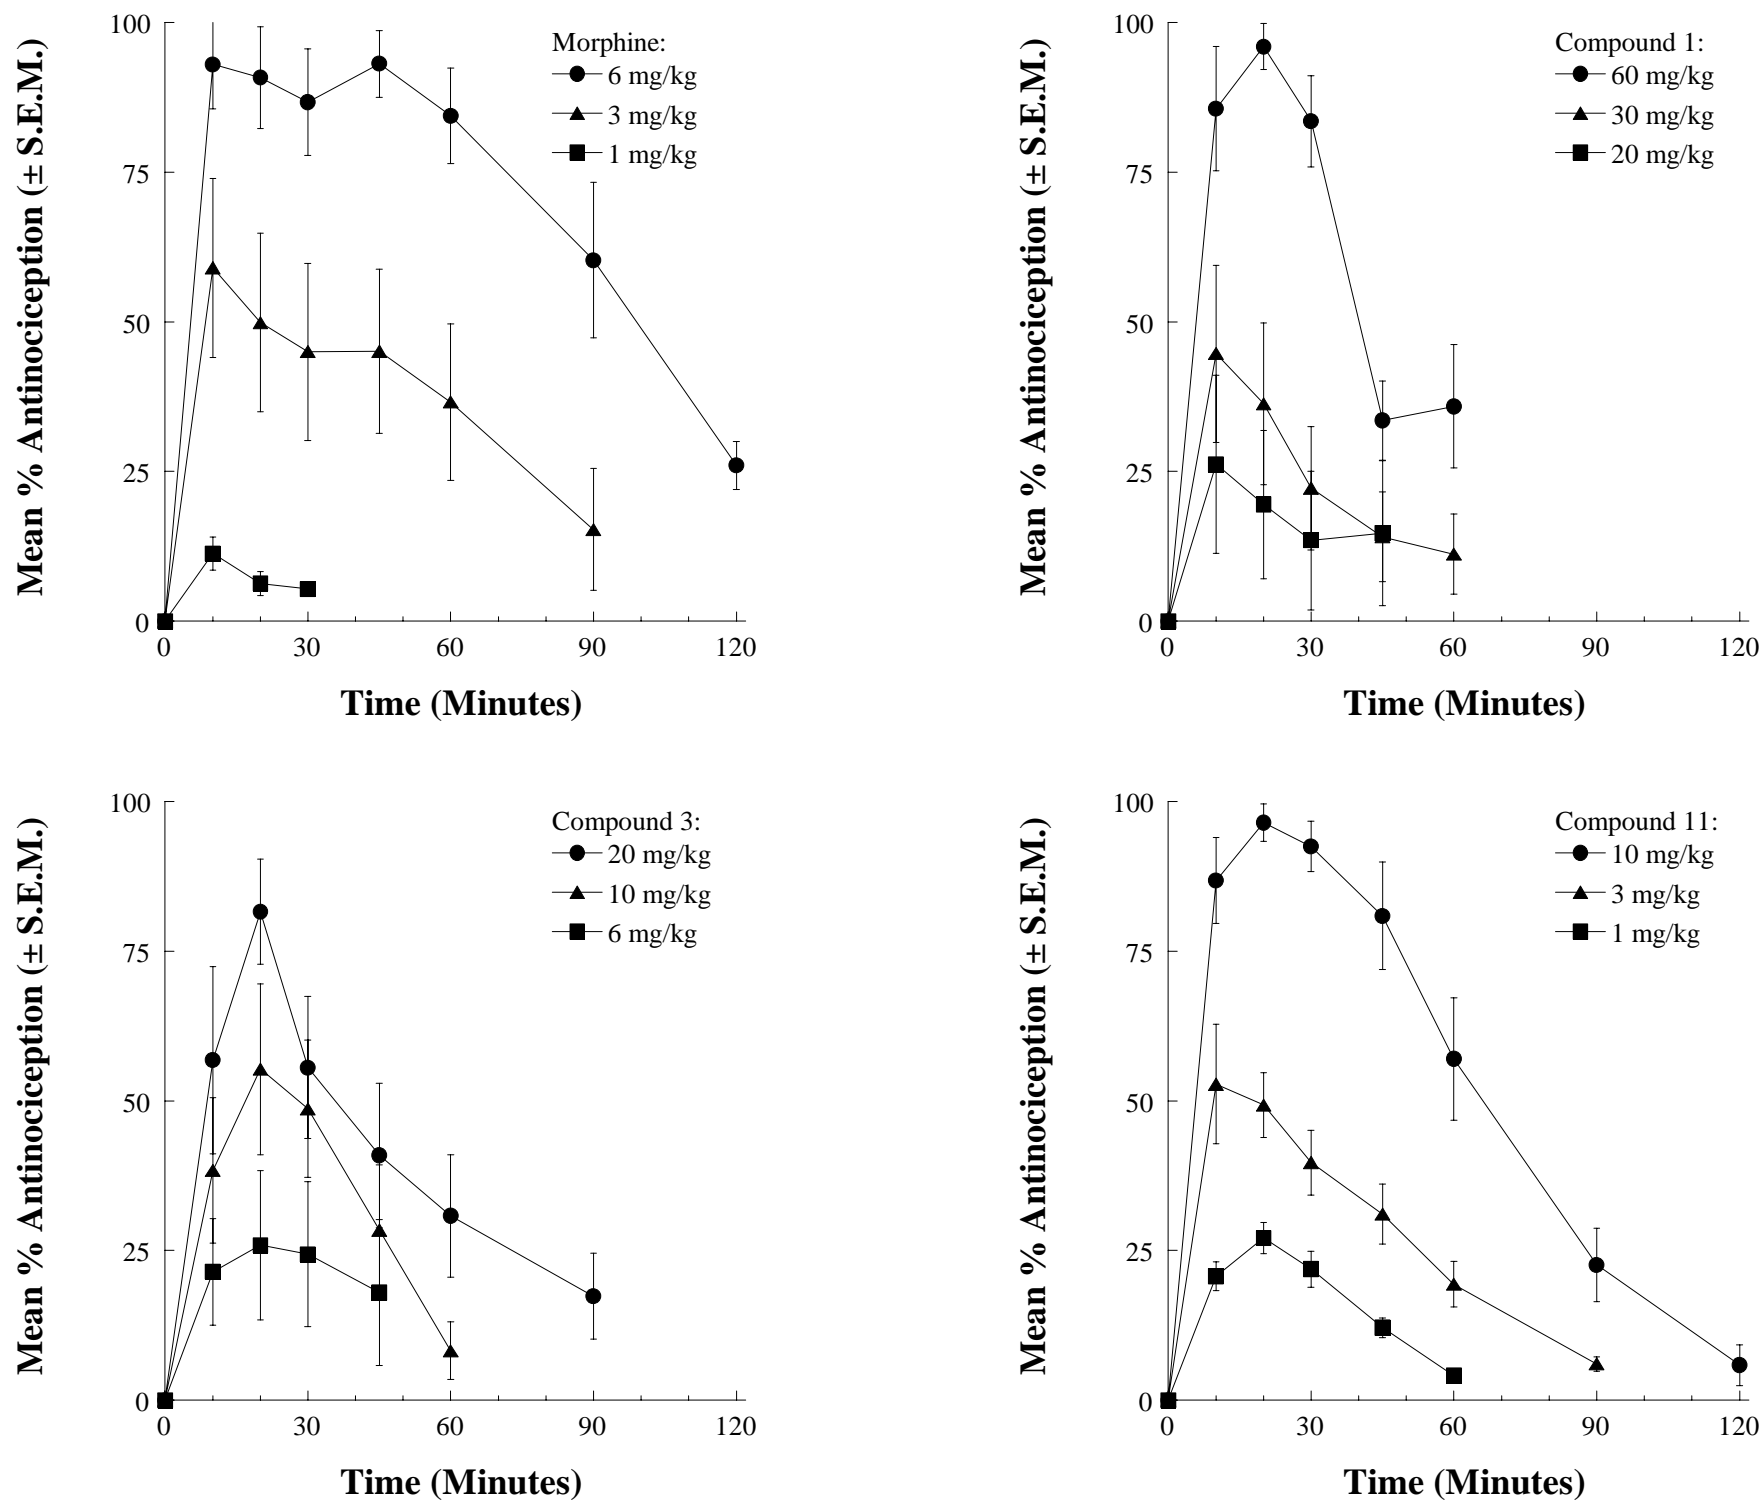 Mean % Antinociception (± S.E.M.)
100
75
50
25
0
Morphine:
6 mg/kg
3 mg/kg
1 mg/kg
0 30 60 90 120
Time (Minutes)
Mean % Antinociception (± S.E.M.)
100
75
50
25
0
Compound 1:
60 mg/kg
30 mg/kg
20 mg/kg
0 30 60 90 120
Time (Minutes)
Mean % Antinociception (± S.E.M.)
100
75
50
25
0
Compound 3:
20 mg/kg
10 mg/kg
6 mg/kg
0 30 60 90 120
Time (Minutes)
Mean % Antinociception (± S.E.M.)
100
75
50
25
0
Compound 11:
10 mg/kg
3 mg/kg
1 mg/kg
0 30 60 90 120
Time (Minutes)